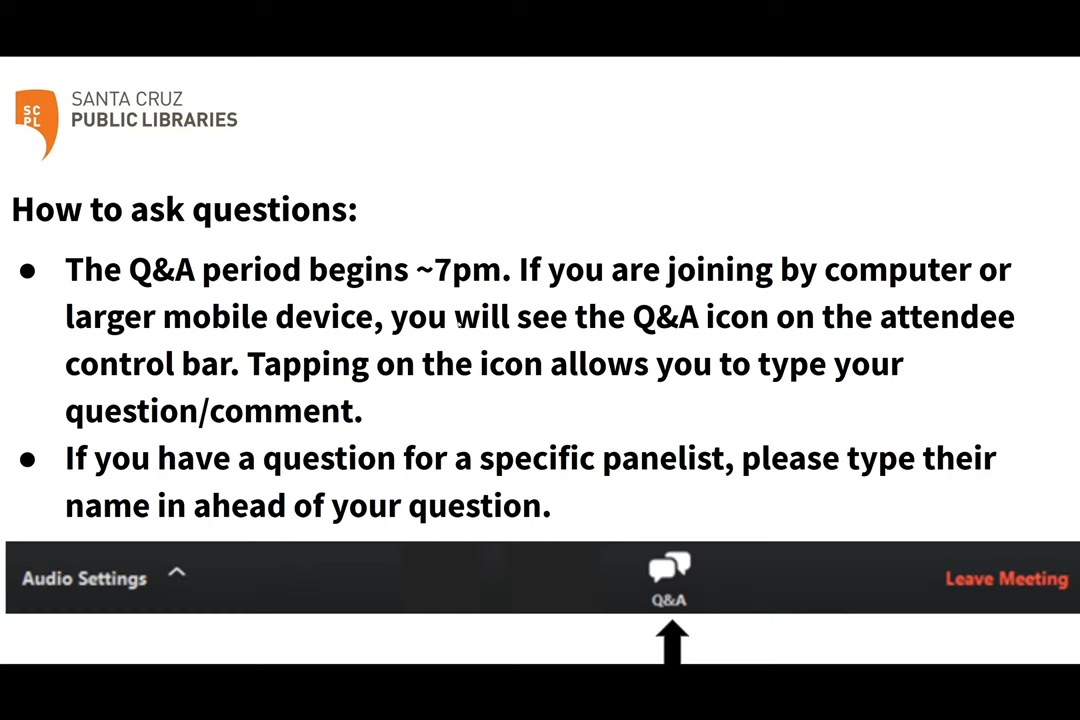 SC
PL
SANTA CRUZ
PUBLIC LIBRARIES
How to ask questions:
● The Q&A period begins ~7pm. If you are joining by computer or
larger mobile device, you will see the Q&A icon on the attendee
control bar. Tapping on the icon allows you to type your
question/comment.
● If you have a question for a specific panelist, please type their
name in ahead of your question.
Audio Settings
Q&A
Leave Meeting